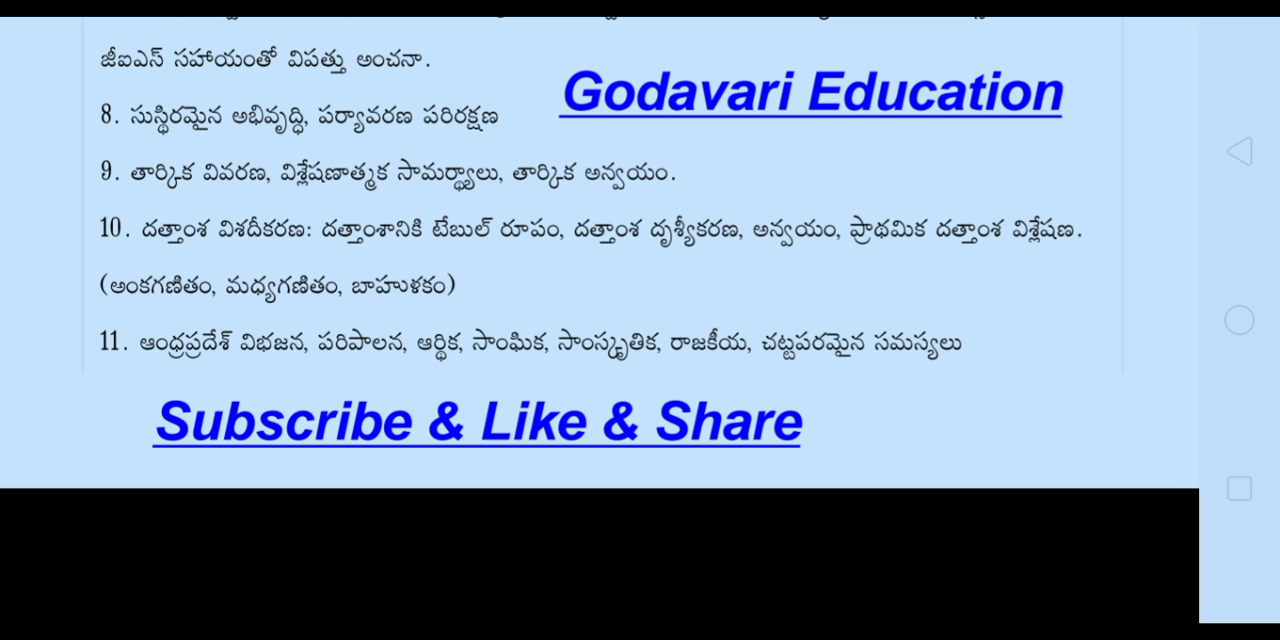 జీఐఎస్ సహాయంతో విపత్తు అంచనా.
Godavari Education
8. సుస్థిరమైన అభివృద్ధి, పర్యావరణ పరిరక్షణ
9. తార్కిక వివరణ, విశ్లేషణాత్మక సామర్థ్యాలు, తార్కిక అన్వయం.
10. దత్తాంశ విశదీకరణ: దత్తాంశానికి టేబుల్ రూపం, దత్తాంశ దృశ్యీకరణ, అన్వయం, ప్రాథమిక దత్తాంశ విశ్లేషణ.
(అంకగణితం, మధ్యగణితం, బాహుళకం)
11. ఆంధ్రప్రదేశ్ విభజన, పరిపాలన, ఆర్థిక, సాంఘిక, సాంస్కృతిక, రాజకీయ, చట్టపరమైన సమస్యలు
Subscribe & Like & Share